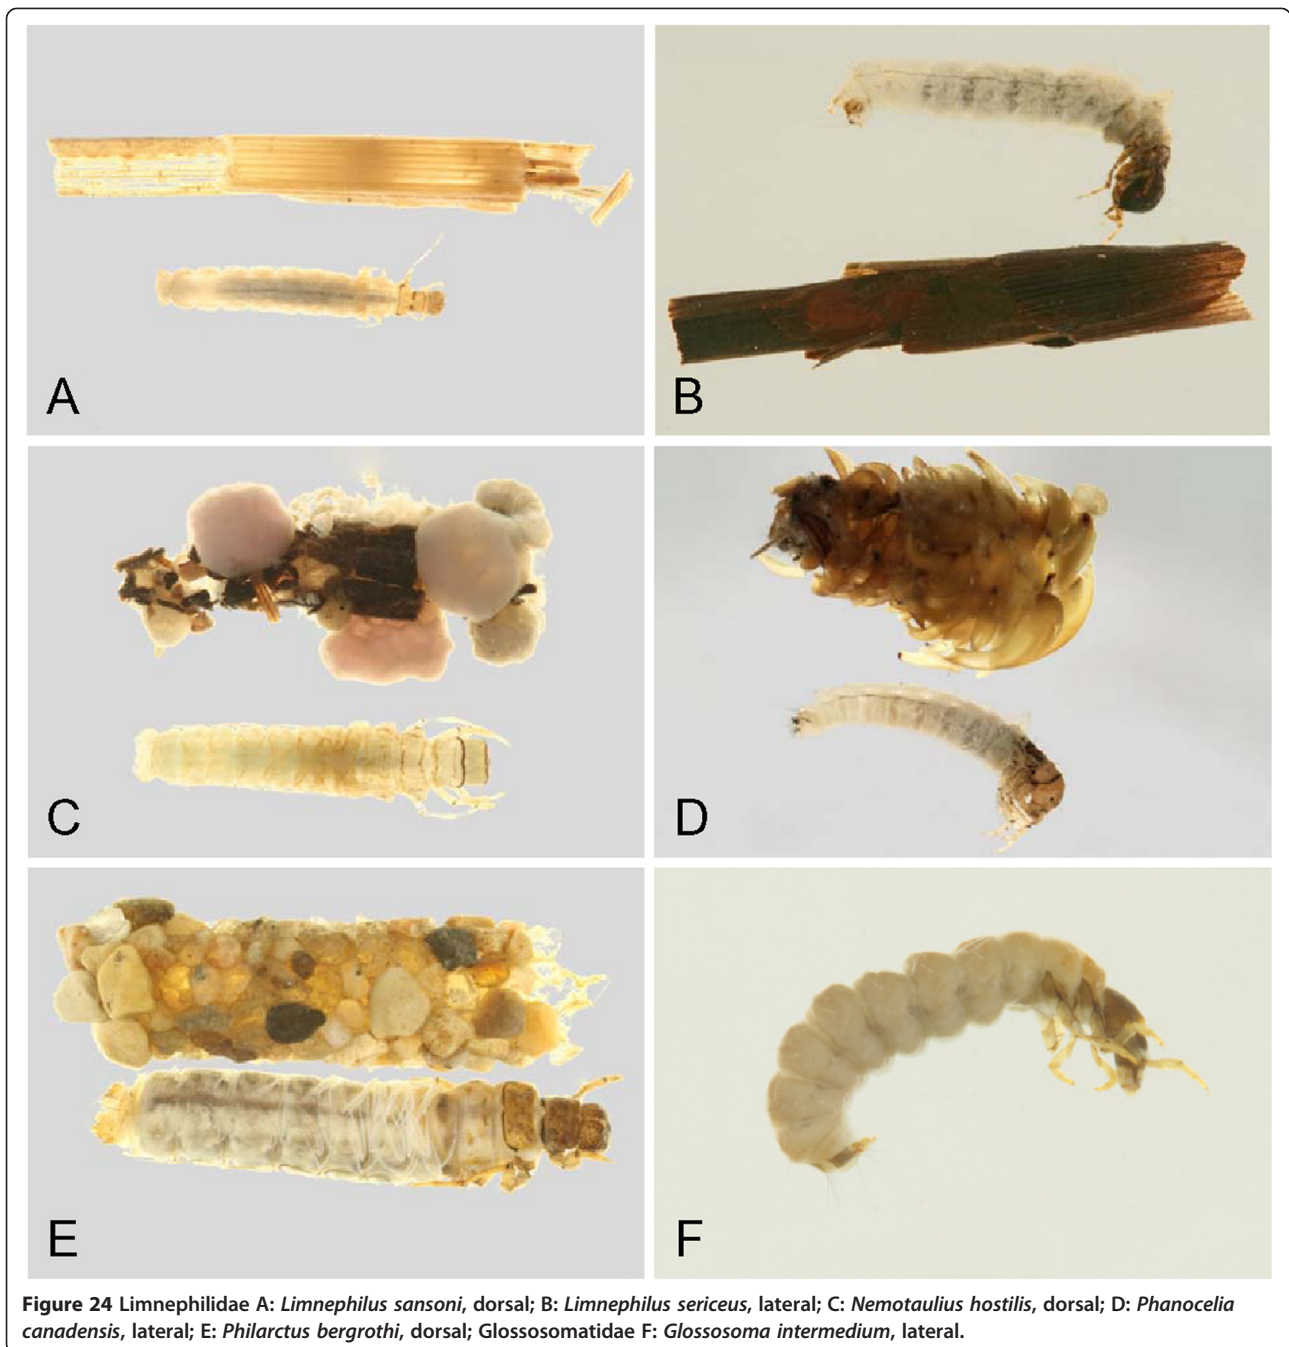 A
B
C
D
E
F
Figure 24 Limnephilidae A: Limnephilus sansoni, dorsal; B: Limnephilus sericeus, lateral; C: Nemotaulius hostilis, dorsal; D: Phanocelia
canadensis, lateral; E: Philarctus bergrothi, dorsal; Glossosomatidae F: Glossosoma intermedium, lateral.